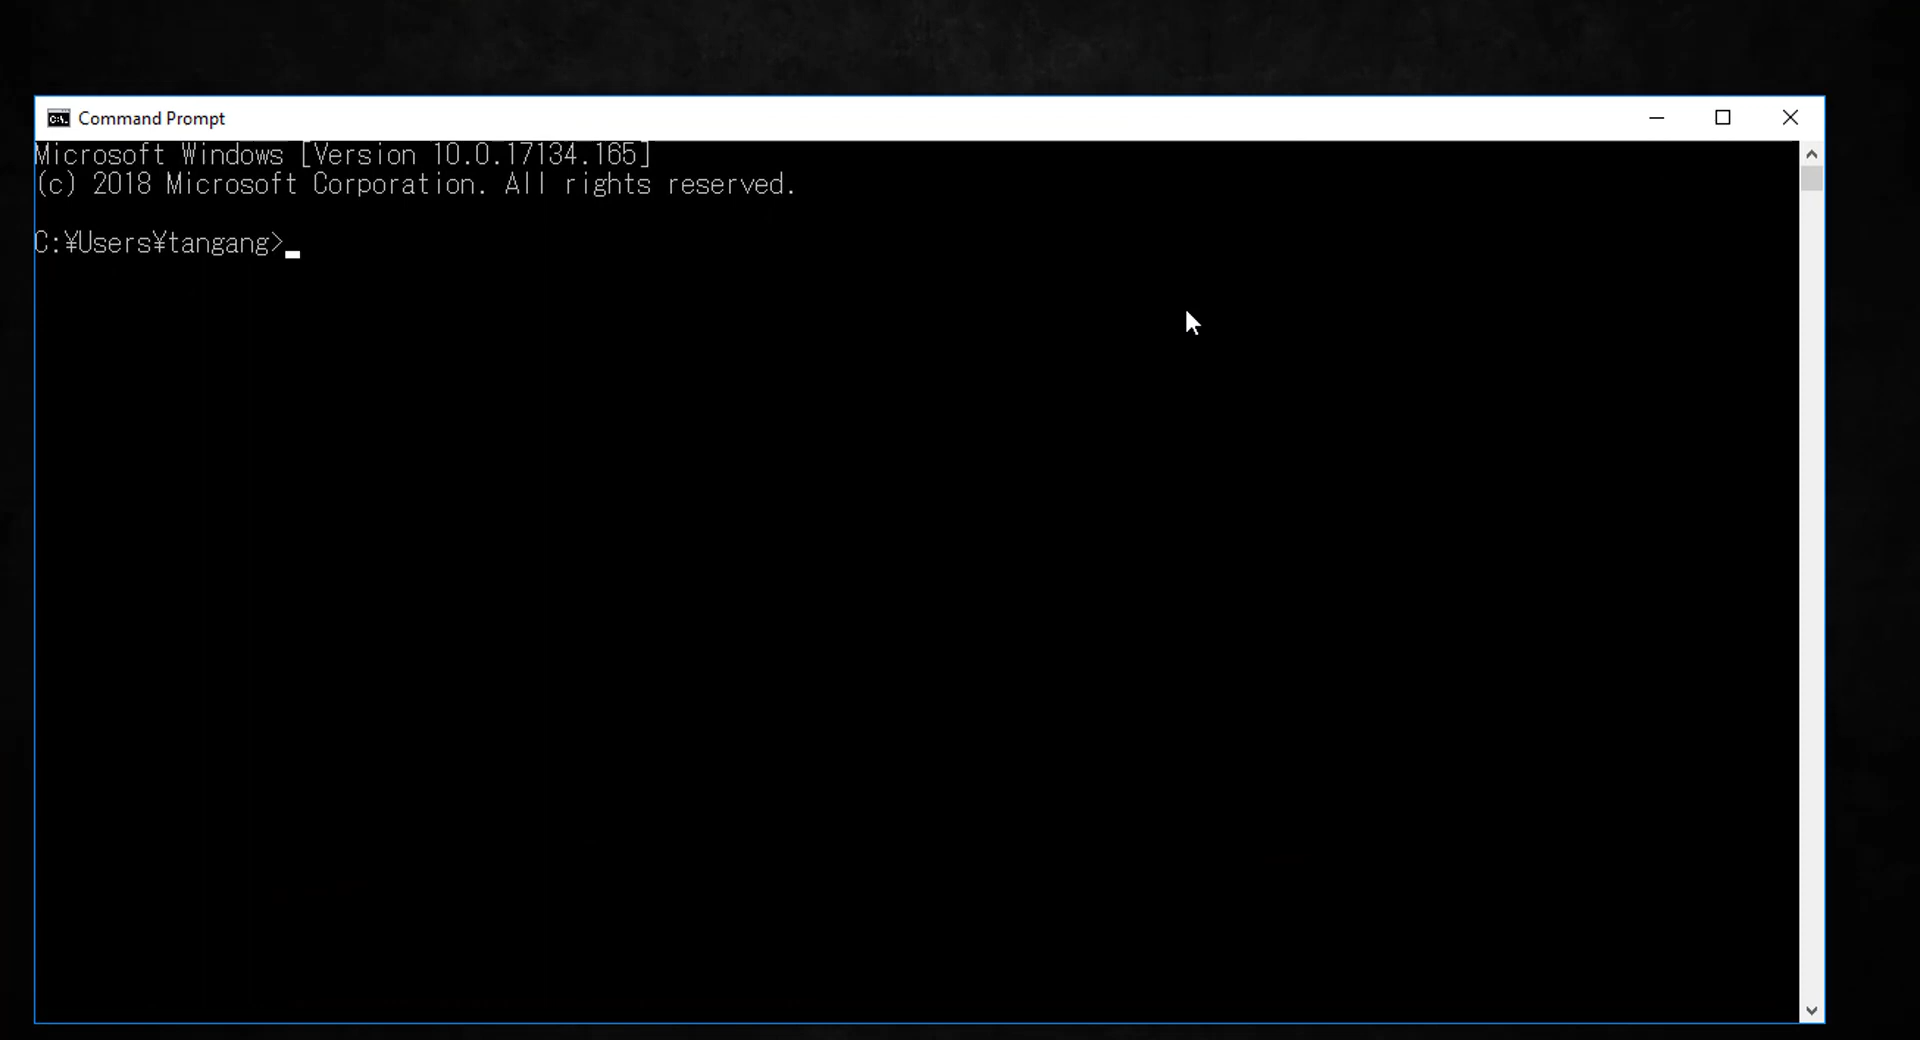 Command Prompt
Microsoft Windows [Version 10.0.17134.165]
(c) 2018 Microsoft Corporation. All rights reserved.
C:¥Users¥tangang>